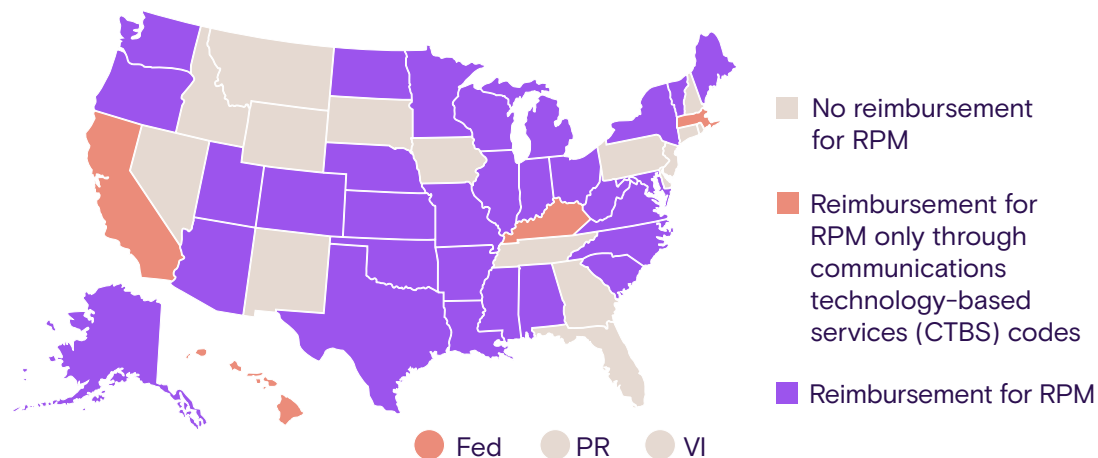 No reimbursement
for RPM
Reimbursement for
RPM only through
communications
technology-based
services (CTBS) codes
Reimbursement for RPM
Fed PR VI